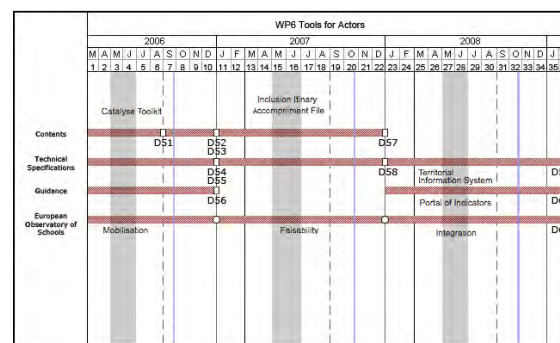 WP6 Tools for Actors
2006 2007 2008
M A M J J A S O N D J F M A M J J A S O N D J F M A M J J A S O N D J
1 2 3 4 5 6 7 8 9 10 11 12 13 14 15 16 17 18 19 20 21 22 23 24 25 26 27 28 29 30 31 32 33 34 35
Inclusion Itinary
Catalyse Toolkit Accompriment File
Contents
D51 D52 D57
D53
Technical
Specifications
D54 D58 Territorial
D55 Information System
Guidance
D56 Portal of Indicators
European
Observatory of
Schools
Mobilisation Faisability Integration